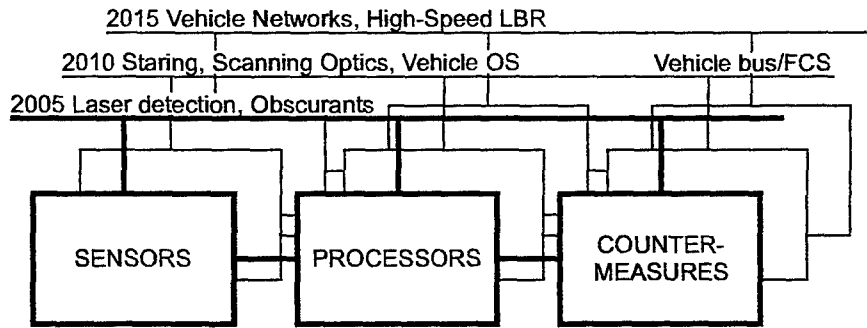 2015 Vehicle Networks, High-Speed LBR
2010 Staring, Scanning Optics, Vehicle OS
Vehicle bus/FCS
2005 Laser detection, Obscurants
SENSORS
PROCESSORS
COUNTER-
MEASURES